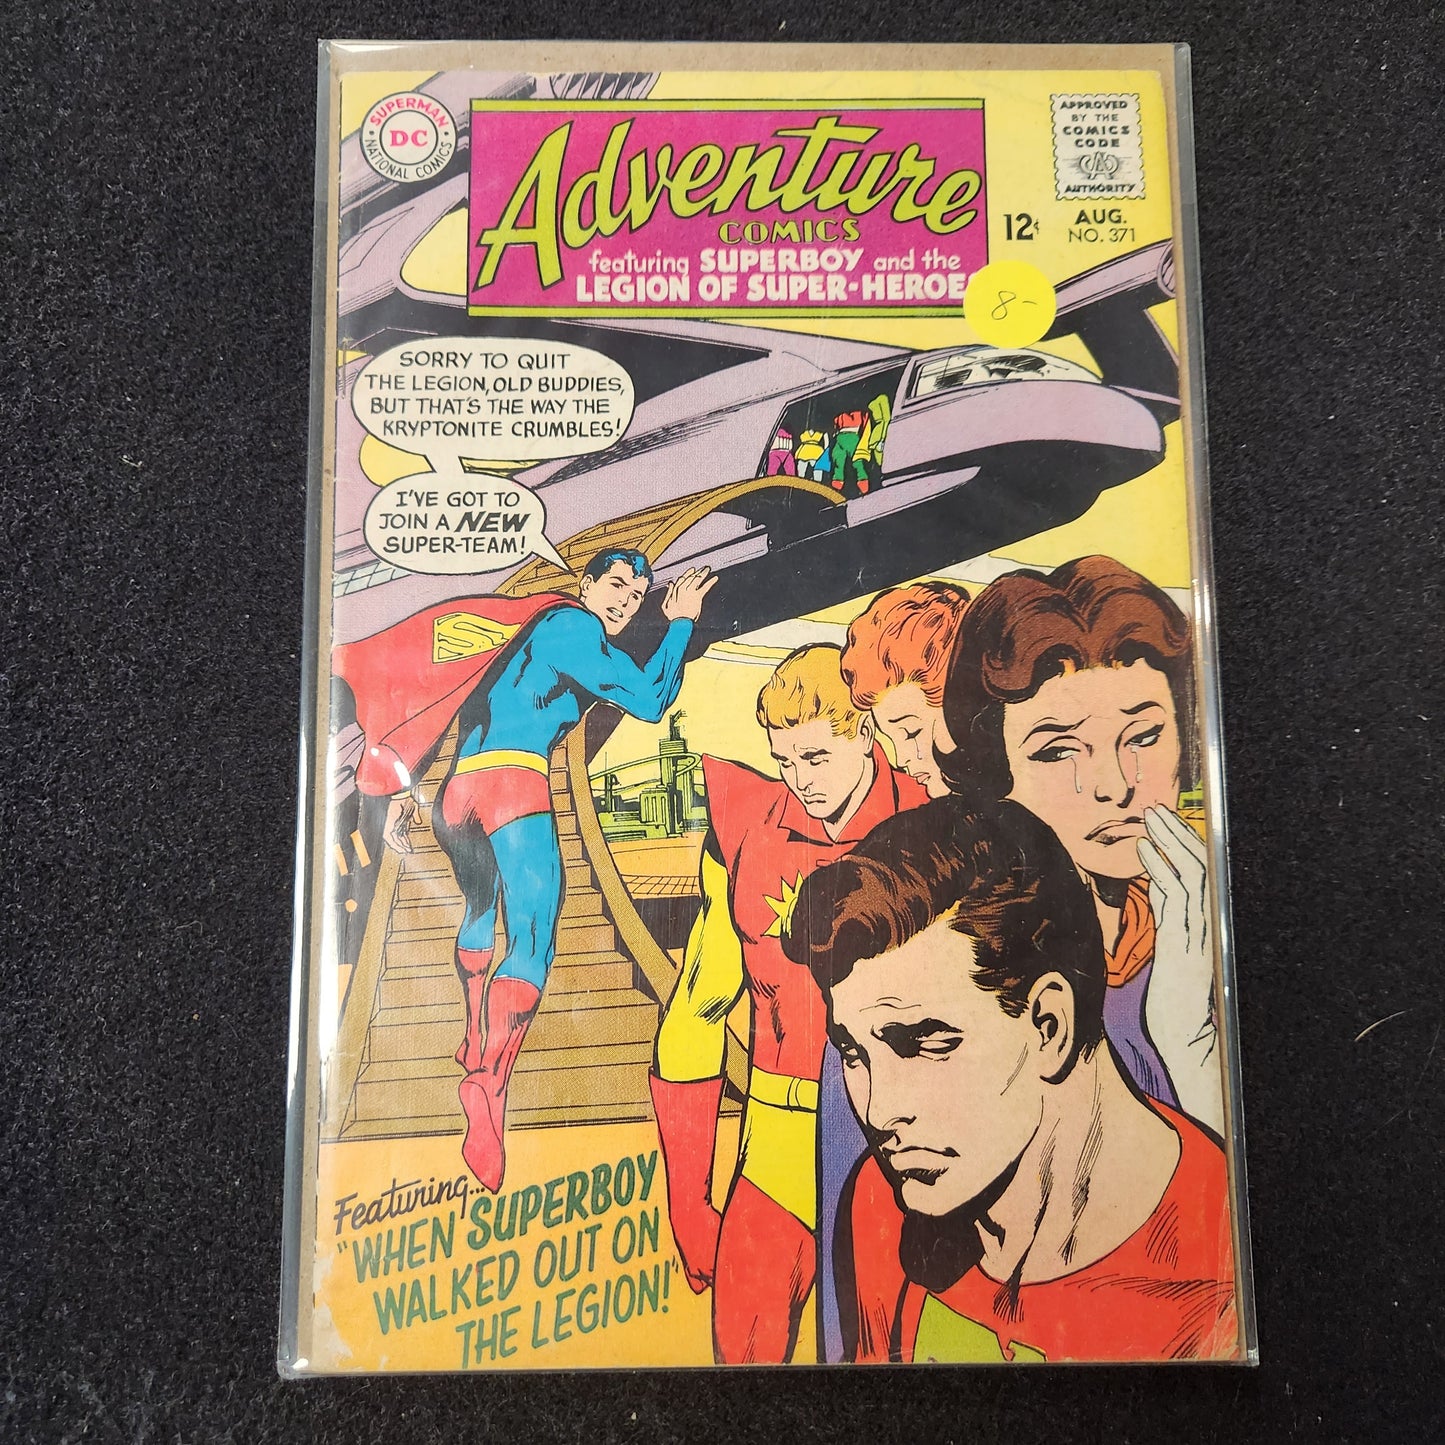 SUPERMAN
DC
NATIONAL COMICS
Adventure
COMICS
featuring SUPERBOY and the
LEGION OF SUPER-HEROE
APPROVED
BY THE
COMICS
CODE
CA
AUTHORITY
12¢
AUG.
NO. 371
8-
SORRY TO QUIT
THE LEGION, OLD BUDDIES,
BUT THAT'S THE WAY THE
KRYPTONITE CRUMBLES!
I'VE GOT TO
JOIN A NEW
SUPER-TEAM!
S
Featuring...
"WHEN SUPERBOY
WALKED OUT ON
THE LEGION!"